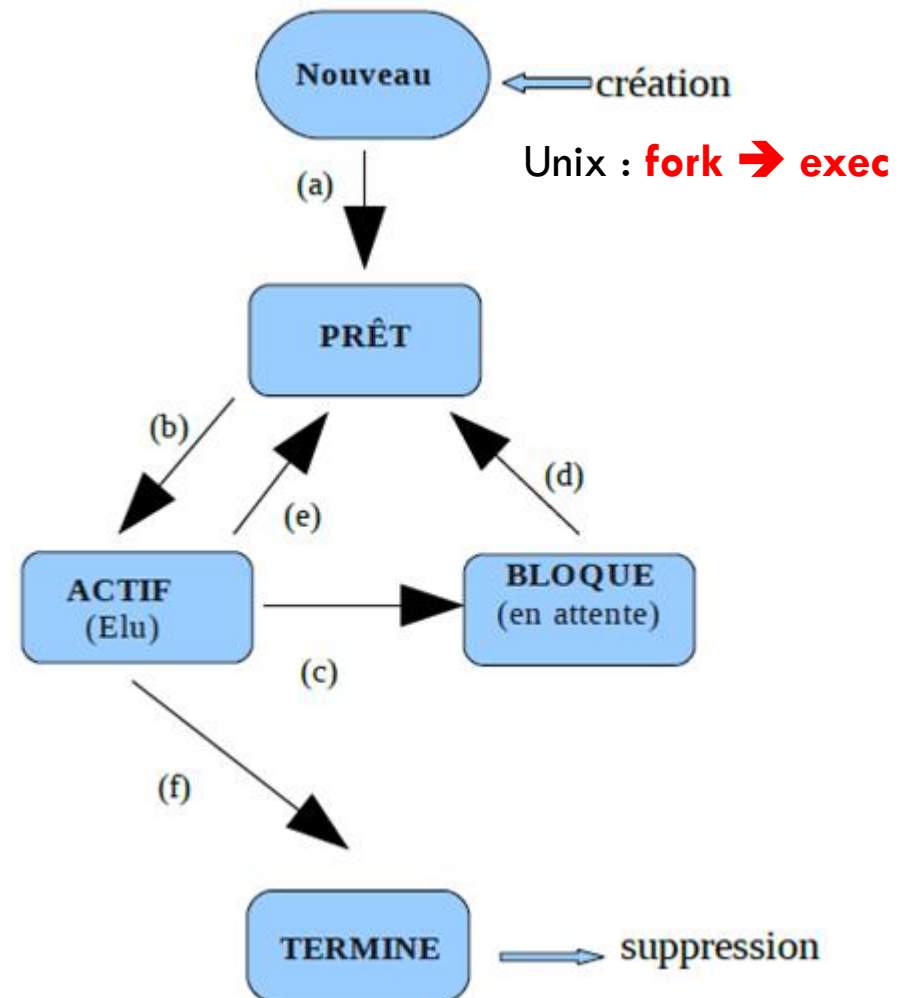 Nouveau
création
Unix : fork ➔ exec
(a)
PRÊT
(b)
(d)
(e)
ACTIF
(Elu)
BLOQUE
(en attente)
(c)
(f)
TERMINE
suppression